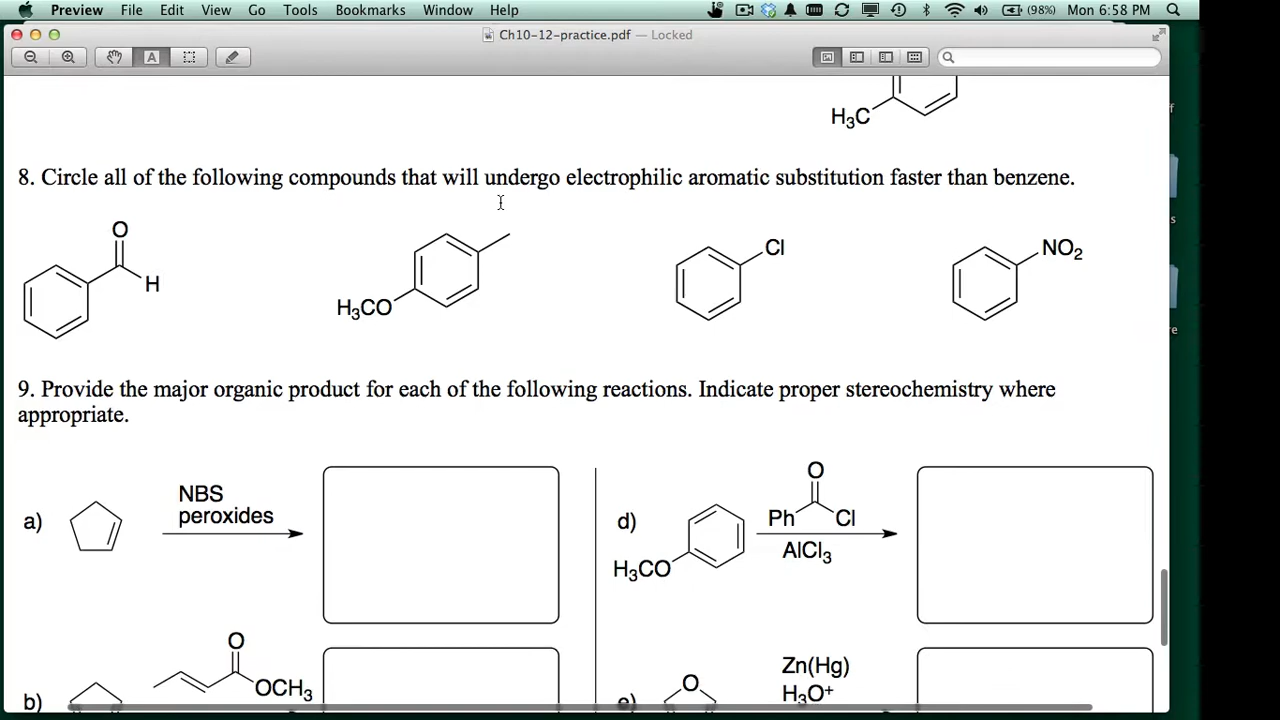 Preview File Edit View Go Tools Bookmarks Window Help (98%) Mon 6:58 PM
Ch10-12-practice.pdf — Locked
A
H₃C
8. Circle all of the following compounds that will undergo electrophilic aromatic substitution faster than benzene.
O H
H₃CO
Cl
NO₂
9. Provide the major organic product for each of the following reactions. Indicate proper stereochemistry where
appropriate.
a) NBS
peroxides
d) H₃CO O Ph Cl
AlCl₃
b) O OCH₃
e) O Zn(Hg)
H₃O⁺
f
s
re